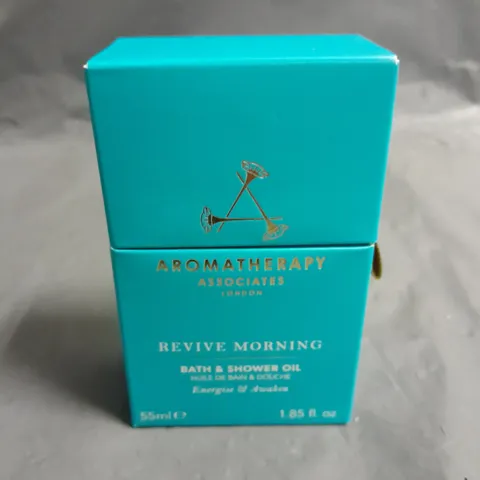 AROMATHERAPY
ASSOCIATES
LONDON
REVIVE MORNING
BATH & SHOWER OIL
HUILE DE BAIN & DOUCHE
Energise & Awaken
55ml ℮ 1.85 fl. oz